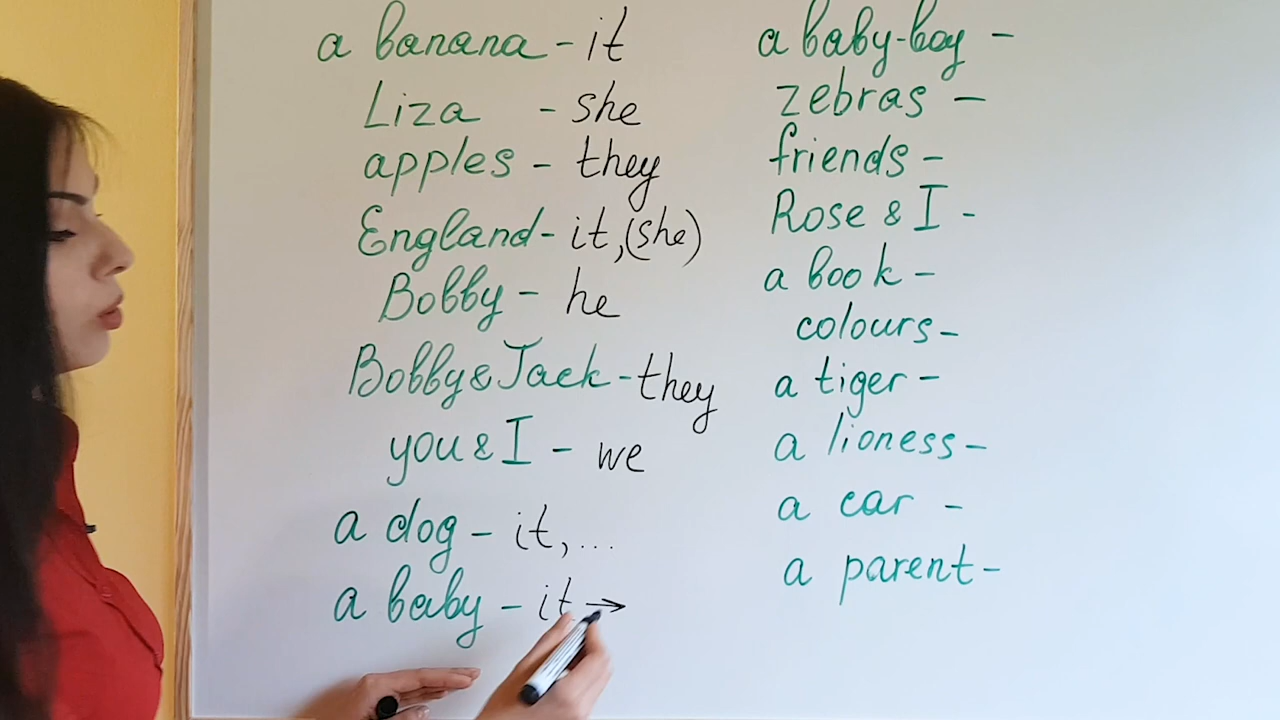 a banana - it
Liza - she
apples - they
England - it, (she)
Bobby - he
Bobby & Jack - they
you & I - we
a dog - it, ...
a baby - it →
a baby-boy -
zebras -
friends -
Rose & I -
a book -
colours -
a tiger -
a lioness -
a car -
a parent -